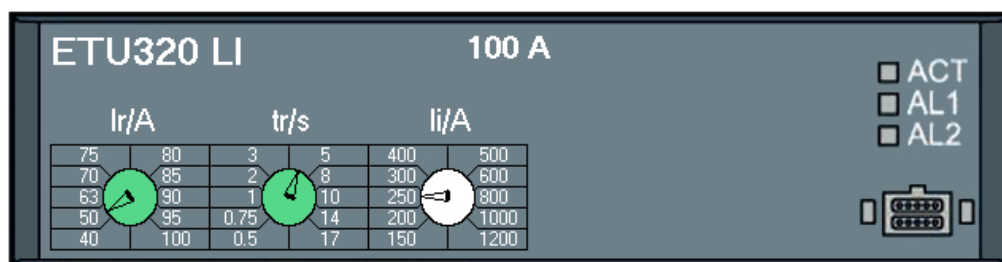 ETU320 LI 100 A
ACT
AL1
AL2
Ir/A tr/s Ii/A
75 80 3 5 400 500
70 85 2 8 300 600
63 90 1 10 250 800
50 95 0.75 14 200 1000
40 100 0.5 17 150 1200